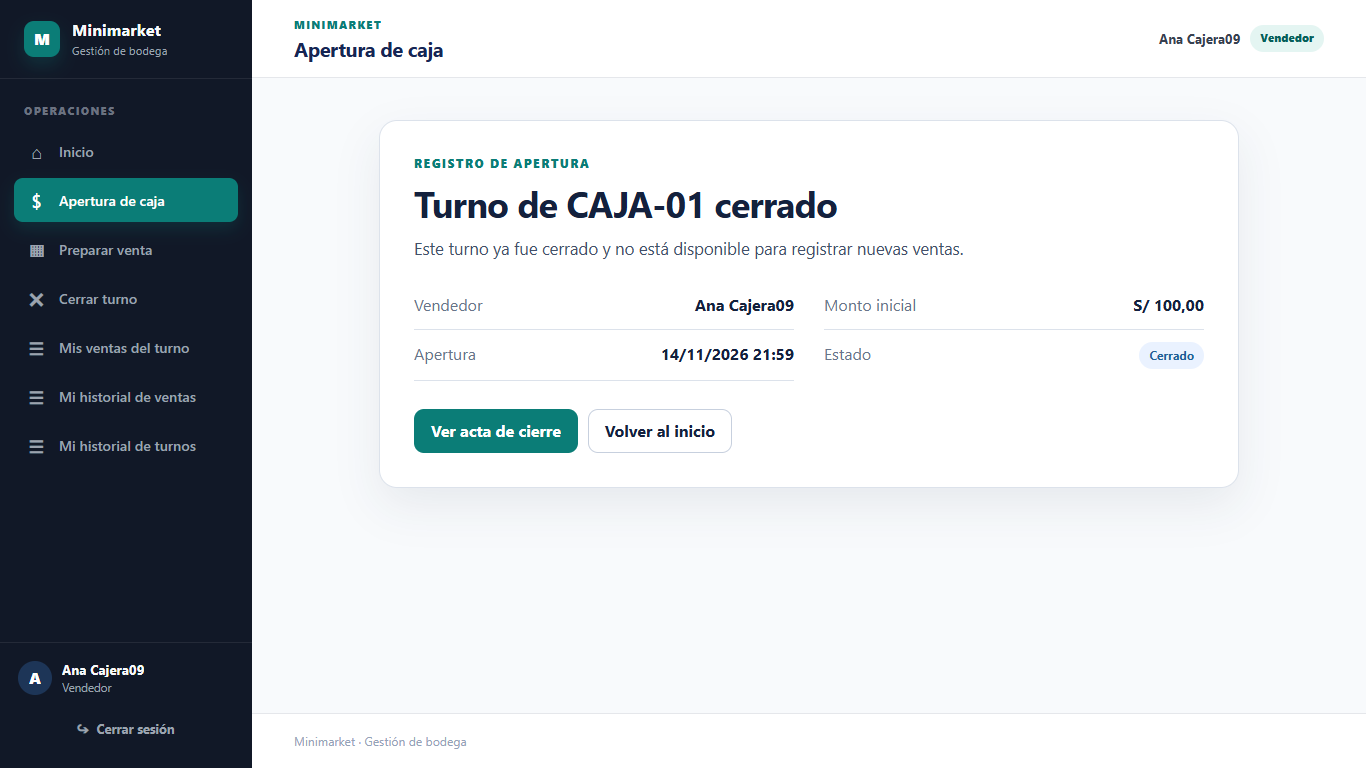 M
Minimarket
Gestión de bodega
OPERACIONES
⌂ Inicio
$ Apertura de caja
▦ Preparar venta
✕ Cerrar turno
☰ Mis ventas del turno
☰ Mi historial de ventas
☰ Mi historial de turnos
A
Ana Cajera09
Vendedor
↪ Cerrar sesión
MINIMARKET
Apertura de caja
Ana Cajera09 Vendedor
REGISTRO DE APERTURA
Turno de CAJA-01 cerrado
Este turno ya fue cerrado y no está disponible para registrar nuevas ventas.
Vendedor Ana Cajera09
Monto inicial S/ 100,00
Apertura 14/11/2026 21:59
Estado Cerrado
Ver acta de cierre
Volver al inicio
Minimarket · Gestión de bodega